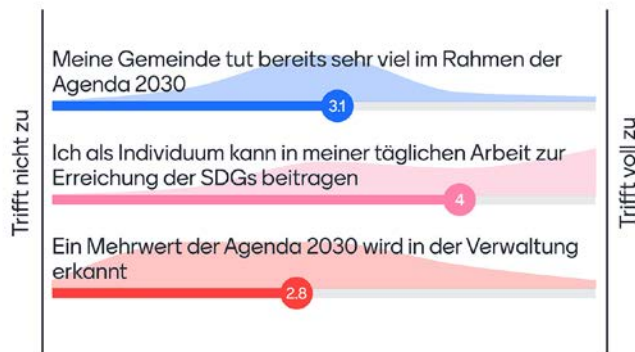 Trifft nicht zu
Meine Gemeinde tut bereits sehr viel im Rahmen der
Agenda 2030
3.1
Ich als Individuum kann in meiner täglichen Arbeit zur
Erreichung der SDGs beitragen
4
Ein Mehrwert der Agenda 2030 wird in der Verwaltung
erkannt
2.8
Trifft voll zu